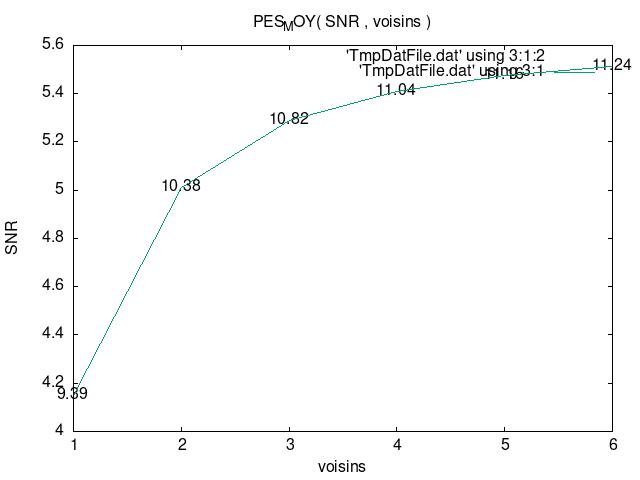 PESMOY( SNR , voisins )
5.6
'TmpDatFile.dat' using 3:1:2
'TmpDatFile.dat' using 3:1
11.24
5.4
11.04
10.82
5.2
10.38
5
4.8
SNR
4.6
4.4
4.2
9.39
4
1 2 3 4 5 6
voisins